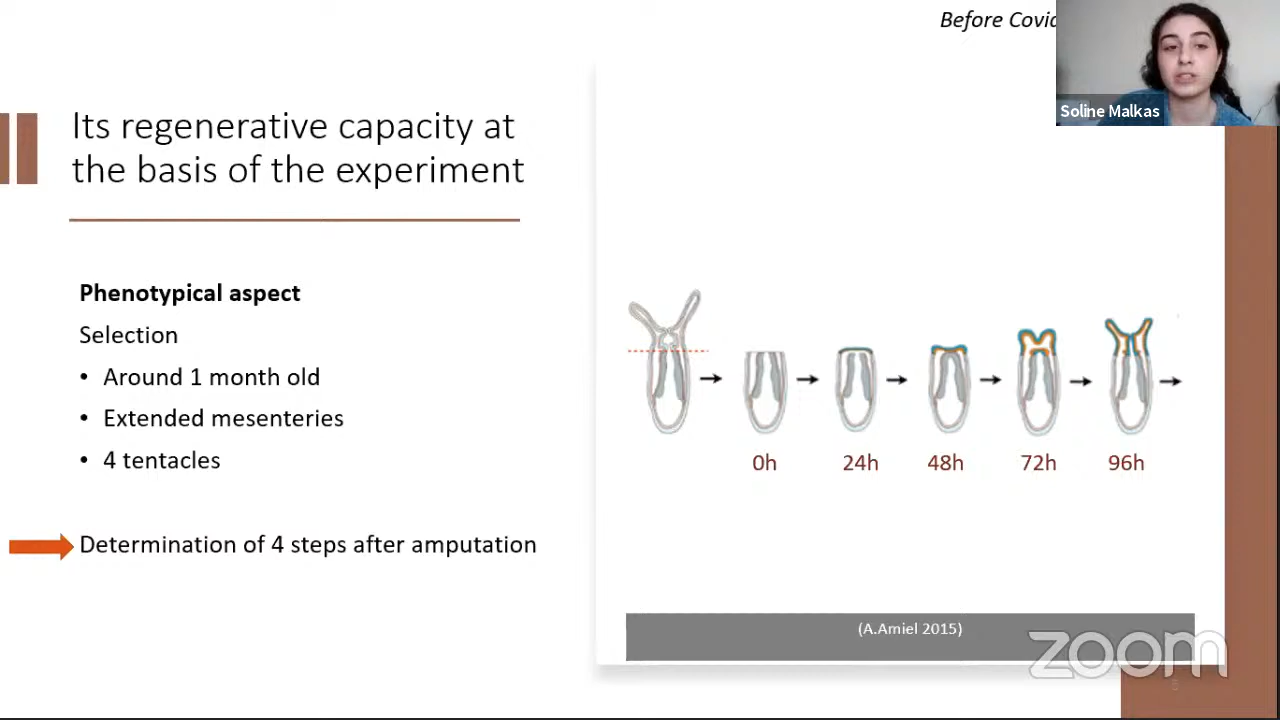 Before Covid
Soline Malkas
Its regenerative capacity at
the basis of the experiment
Phenotypical aspect
Selection
• Around 1 month old
• Extended mesenteries
• 4 tentacles
Determination of 4 steps after amputation
0h 24h 48h 72h 96h
(A.Amiel 2015)
zoom